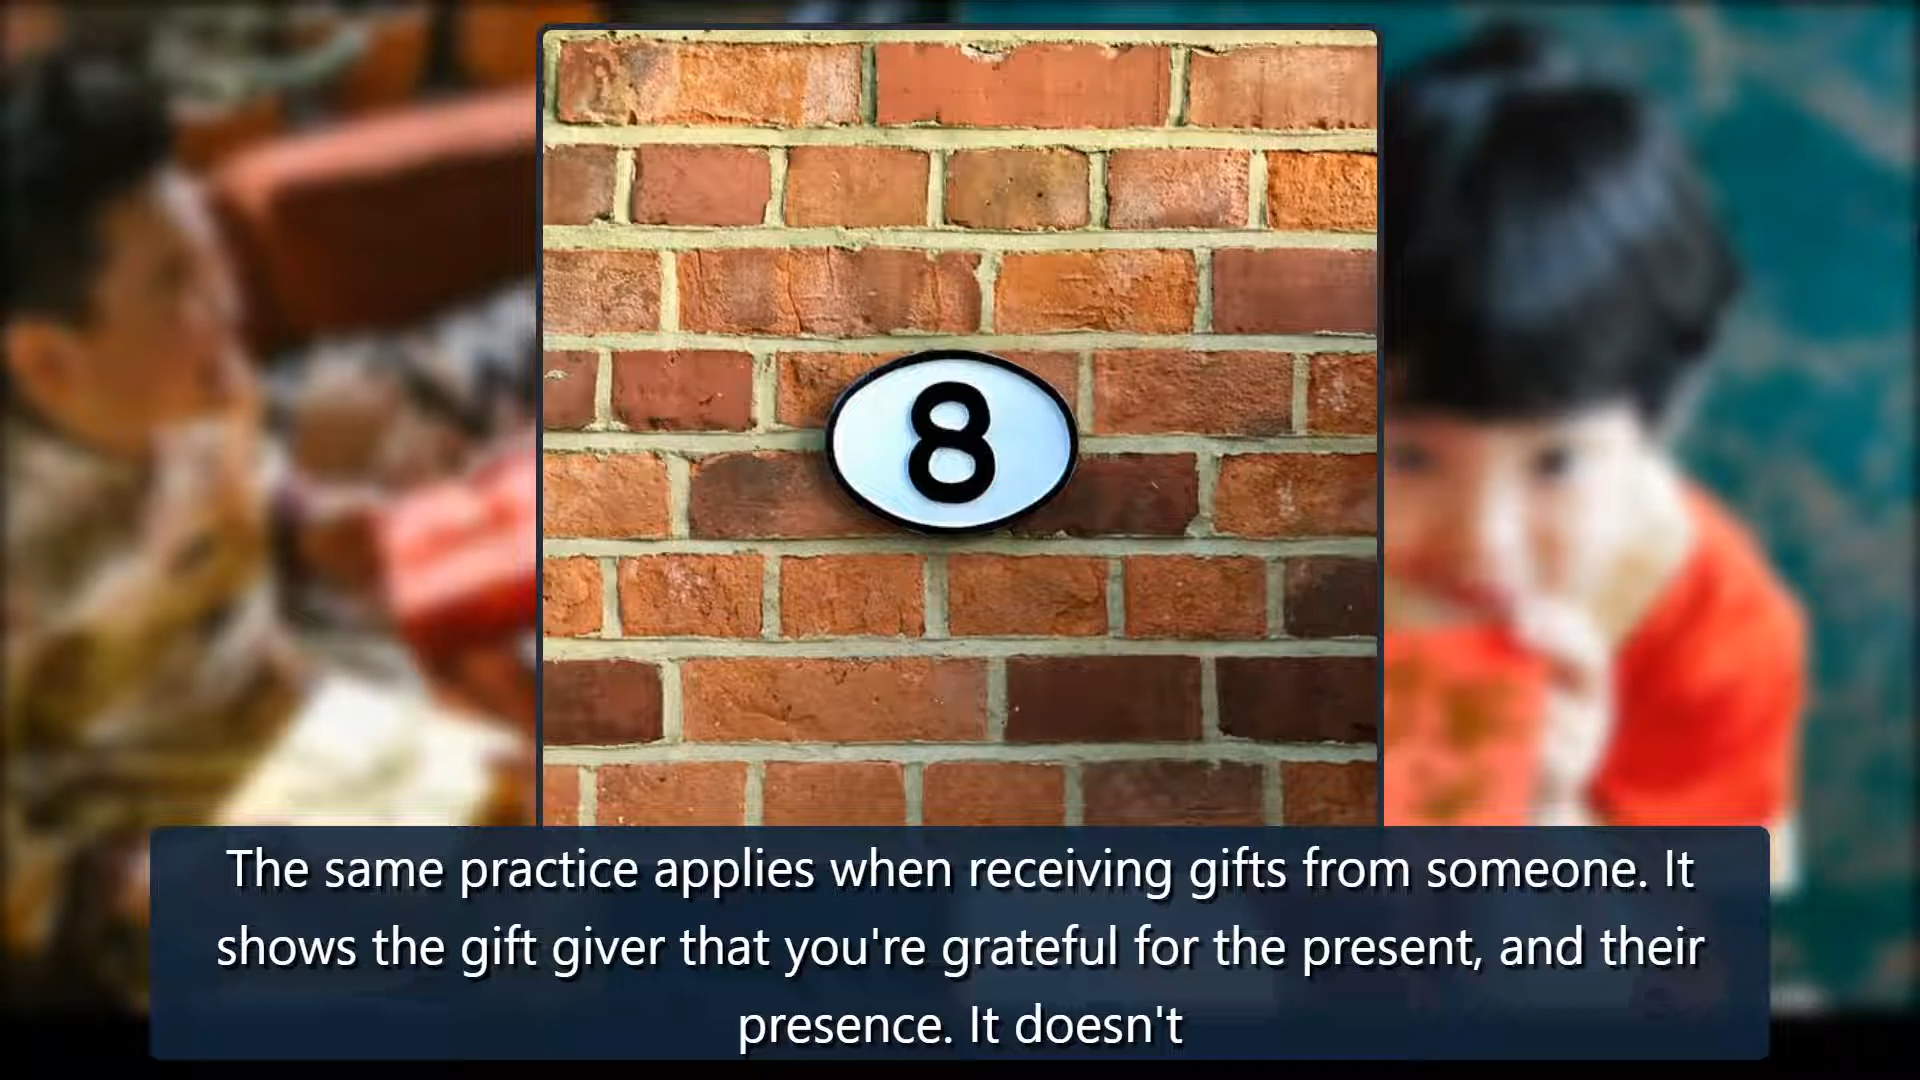 8
The same practice applies when receiving gifts from someone. It
shows the gift giver that you're grateful for the present, and their
presence. It doesn't